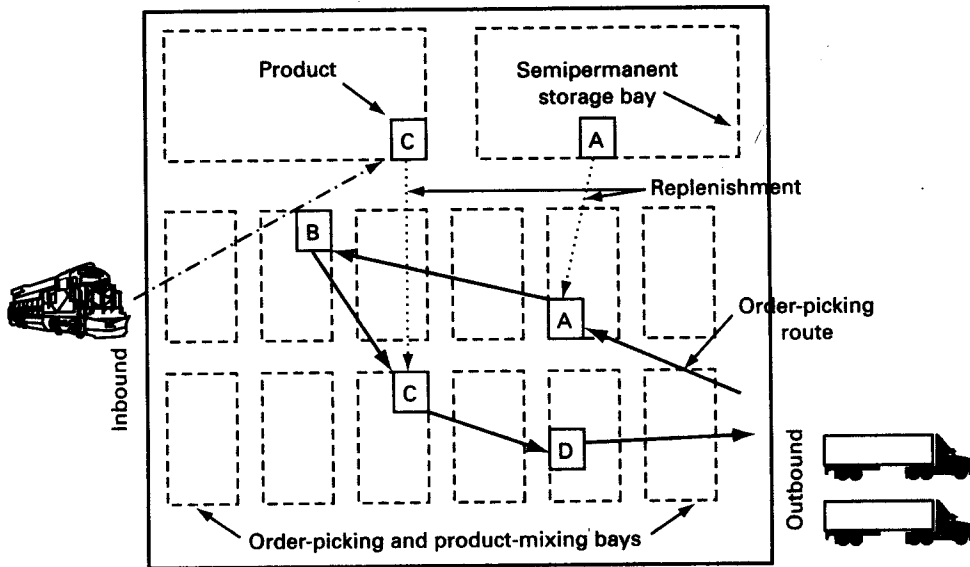 Product
Semipermanent
storage bay
C
A
Replenishment
B
A
Order-picking
route
Inbound
C
D
Outbound
Order-picking and product-mixing bays